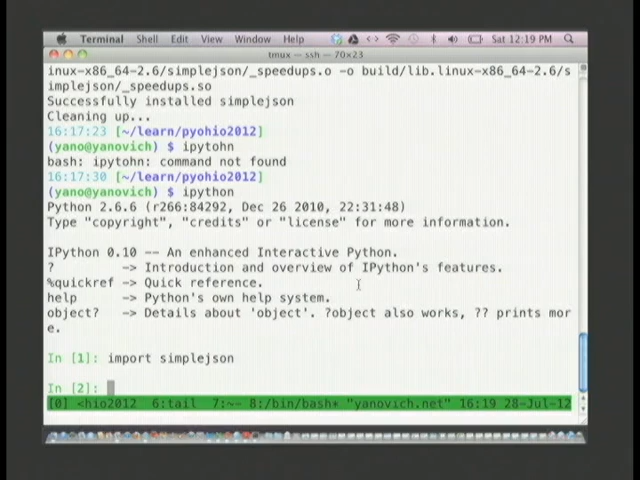 Terminal Shell Edit View Window Help Sat 12:19 PM
tmux — ssh — 70×23
inux-x86_64-2.6/simplejson/_speedups.o -o build/lib.linux-x86_64-2.6/s
implejson/_speedups.so
Successfully installed simplejson
Cleaning up...
16:17:23 [~/learn/pyohio2012]
(yano@yanovich) $ ipytohn
bash: ipytohn: command not found
16:17:30 [~/learn/pyohio2012]
(yano@yanovich) $ ipython
Python 2.6.6 (r266:84292, Dec 26 2010, 22:31:48)
Type "copyright", "credits" or "license" for more information.
IPython 0.10 -- An enhanced Interactive Python.
? -> Introduction and overview of IPython's features.
%quickref -> Quick reference.
help -> Python's own help system.
object? -> Details about 'object'. ?object also works, ?? prints mor
e.
In [1]: import simplejson
In [2]:
[0] <hio2012 6:tail 7:~- 8:/bin/bash* "yanovich.net" 16:19 28-Jul-12